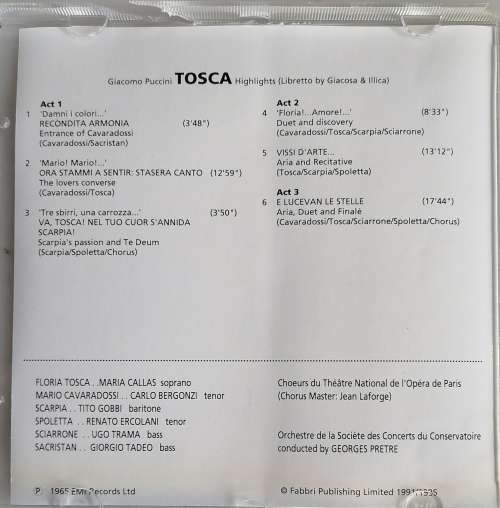 Giacomo Puccini TOSCA Highlights (Libretto by Giacosa & Illica)
Act 1
1 'Damni i colori...'
RECONDITA ARMONIA (3'48")
Entrance of Cavaradossi
(Cavaradossi/Sacristan)
2 'Mario! Mario!...'
ORA STAMMI A SENTIR: STASERA CANTO (12'59")
The lovers converse
(Cavaradossi/Tosca)
3 'Tre sbirri, una carrozza...' (3'50")
VA, TOSCA! NEL TUO CUOR S'ANNIDA
SCARPIA!
Scarpia's passion and Te Deum
(Scarpia/Spoletta/Chorus)
Act 2
4 'Floria!...Amore!...' (8'33")
Duet and discovery
(Cavaradossi/Tosca/Scarpia/Sciarrone)
5 VISSI D'ARTE... (13'12")
Aria and Recitative
(Tosca/Scarpia/Spoletta)
Act 3
6 E LUCEVAN LE STELLE (17'44")
Aria, Duet and Finale
(Cavaradossi/Tosca/Sciarrone/Spoletta/Chorus)
FLORIA TOSCA . . MARIA CALLAS soprano
MARIO CAVARADOSSI . . CARLO BERGONZI tenor
SCARPIA . . TITO GOBBI baritone
SPOLETTA . . RENATO ERCOLANI tenor
SCIARRONE . . UGO TRAMA bass
SACRISTAN . . GIORGIO TADEO bass
Choeurs du Théâtre National de l'Opéra de Paris
(Chorus Master: Jean Laforge)
Orchestre de la Sociète des Concerts du Conservatoire
conducted by GEORGES PRETRE
℗ 1965 EMI Records Ltd
© Fabbri Publishing Limited